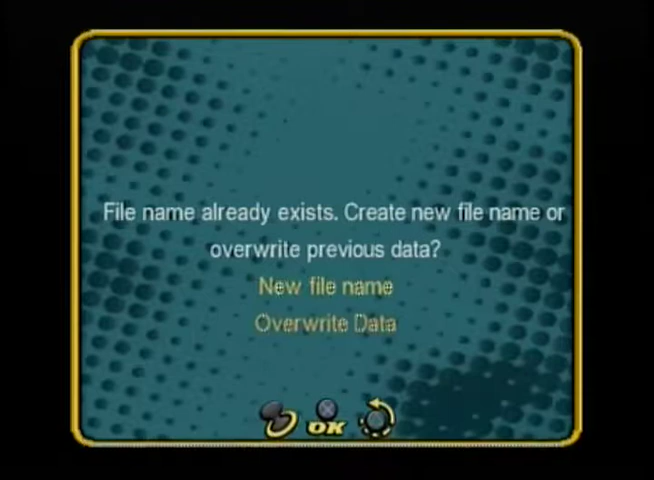 File name already exists. Create new file name or
overwrite previous data?
New file name
Overwrite Data
OK